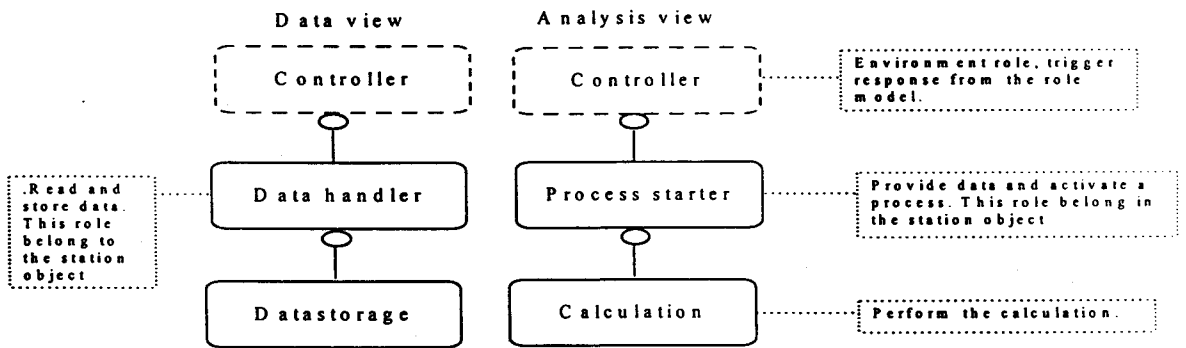 Data view
Analysis view
Controller
Controller
Environment role, trigger
response from the role
model.
.Read and
store data.
This role
belong to
the station
object
Data handler
Process starter
Provide data and activate a
process. This role belong in
the station object
Datastorage
Calculation
Perform the calculation.